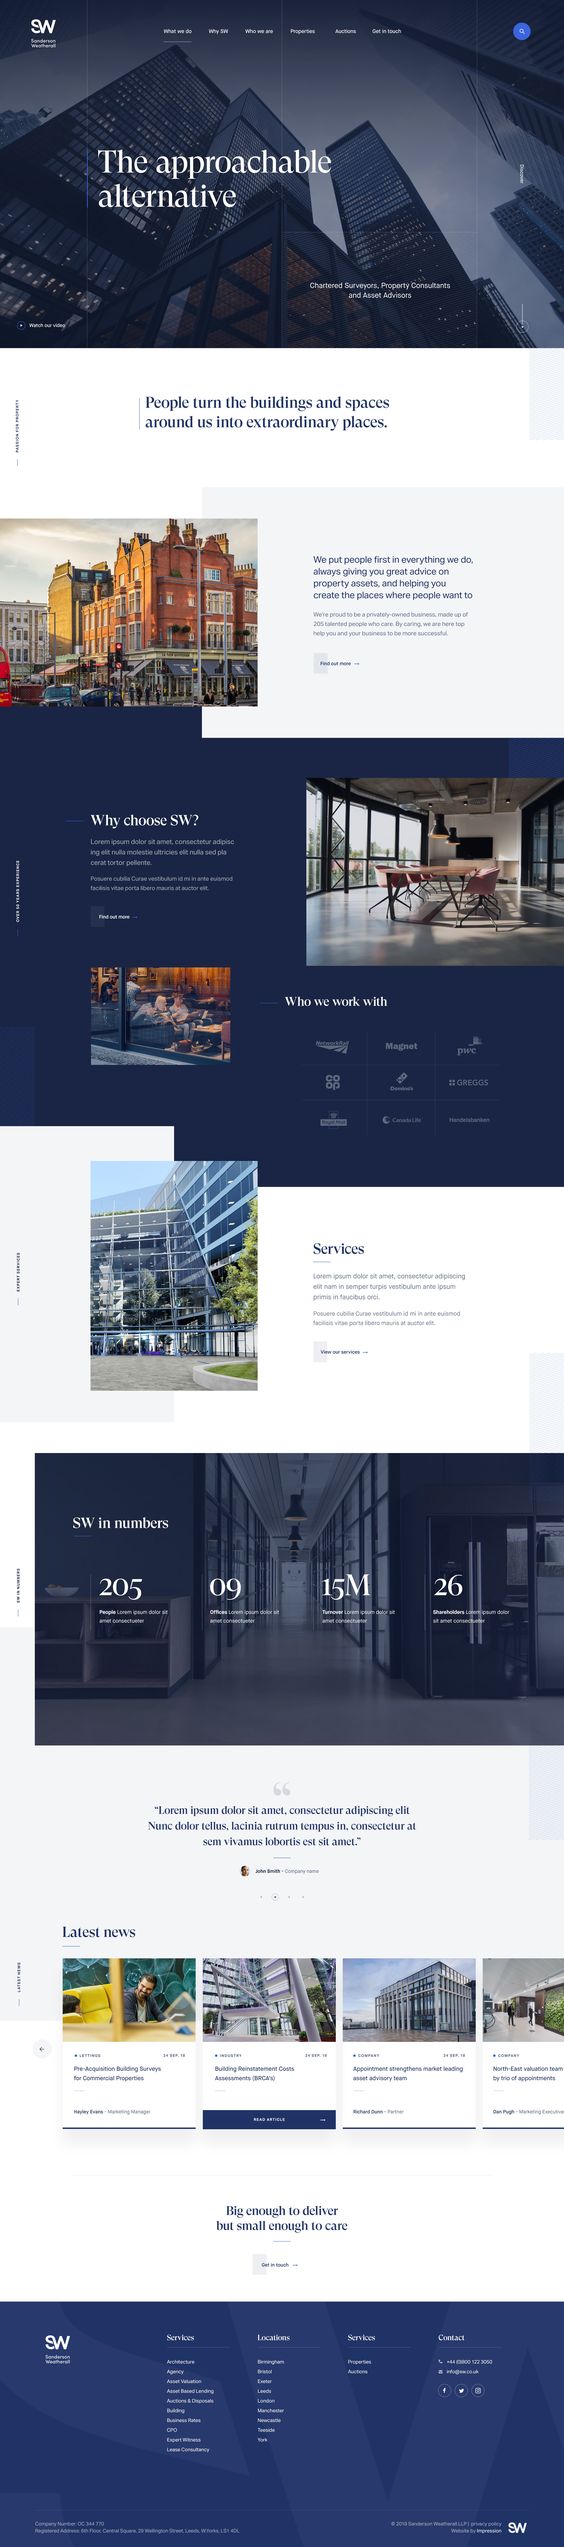 SW
Sanderson
Weatherall
What we do
Why SW
Who we are
Properties
Auctions
Get in touch
The approachable
alternative
Discover
Chartered Surveyors, Property Consultants
and Asset Advisors
Watch our video
PASSION FOR PROPERTY
People turn the buildings and spaces
around us into extraordinary places.
We put people first in everything we do,
always giving you great advice on
property assets, and helping you
create the places where people want to
We're proud to be a privately-owned business, made up of
205 talented people who care. By caring, we are here top
help you and your business to be more successful.
Find out more →
OVER 50 YEARS EXPERIENCE
Why choose SW?
Lorem ipsum dolor sit amet, consectetur adipisc
ing elit nulla molestie ultricies elit nulla sed pla
cerat tortor pellente.
Posuere cubilia Curae vestibulum id mi in ante euismod
facilisis vitae porta libero mauris at auctor elit.
Find out more →
Who we work with
NetworkRail
Magnet
pwc
coop
Domino's
GREGGS
Royal Mail
Canada Life
Handelsbanken
EXPERT SERVICES
Services
Lorem ipsum dolor sit amet, consectetur adipiscing
elit nam in semper turpis vestibulum ante ipsum
primis in faucibus orci.
Posuere cubilia Curae vestibulum id mi in ante euismod
facilisis vitae porta libero mauris at auctor elit.
View our services →
SW IN NUMBERS
SW in numbers
205
People Lorem ipsum dolor sit
amet consectueter
09
Offices Lorem ipsum dolor sit
amet consectueter
15M
Turnover Lorem ipsum dolor sit
amet consectueter
26
Shareholders Lorem ipsum dolor
sit amet consectueter
“
“Lorem ipsum dolor sit amet, consectetur adipiscing elit
Nunc dolor tellus, lacinia rutrum tempus in, consectetur at
sem vivamus lobortis est sit amet.”
John Smith - Company name
LATEST NEWS
Latest news
LETTINGS
24 SEP, 18
Pre-Acquisition Building Surveys
for Commercial Properties
Hayley Evans - Marketing Manager
INDUSTRY
24 SEP, 18
Building Reinstatement Costs
Assessments (BRCA's)
READ ARTICLE →
COMPANY
24 SEP, 18
Appointment strengthens market leading
asset advisory team
Richard Dunn - Partner
COMPANY
North-East valuation team
by trio of appointments
Dan Pugh - Marketing Executive
Big enough to deliver
but small enough to care
Get in touch →
SW
Sanderson
Weatherall
Services
Architecture
Agency
Asset Valuation
Asset Based Lending
Auctions & Disposals
Building
Business Rates
CPO
Expert Witness
Lease Consultancy
Locations
Birmingham
Bristol
Exeter
Leeds
London
Manchester
Newcastle
Teeside
York
Services
Properties
Auctions
Contact
+44 (0)800 122 3050
info@sw.co.uk
Company Number: OC 344 770
Registered Address: 6th Floor, Central Square, 29 Wellington Street, Leeds, W.Yorks, LS1 4DL
© 2019 Sanderson Weatherall LLP | privacy policy
Website by Impression
SW